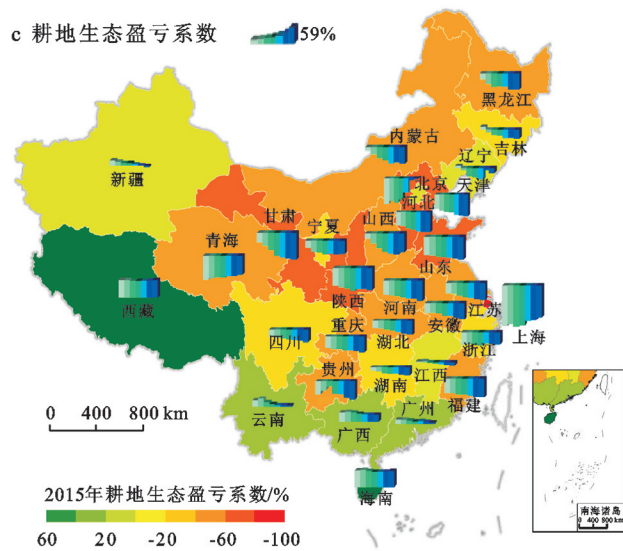 c 耕地生态盈亏系数
59%
黑龙江
内蒙古
吉林
辽宁
新疆
北京
天津
河北
甘肃
宁夏
山西
青海
山东
西藏
陕西
河南
江苏
安徽
上海
重庆
湖北
浙江
四川
贵州
湖南
江西
云南
广州
福建
广西
海南
0 400 800 km
2015年耕地生态盈亏系数/%
60 20 -20 -60 -100
南海诸岛
0 400 800 km